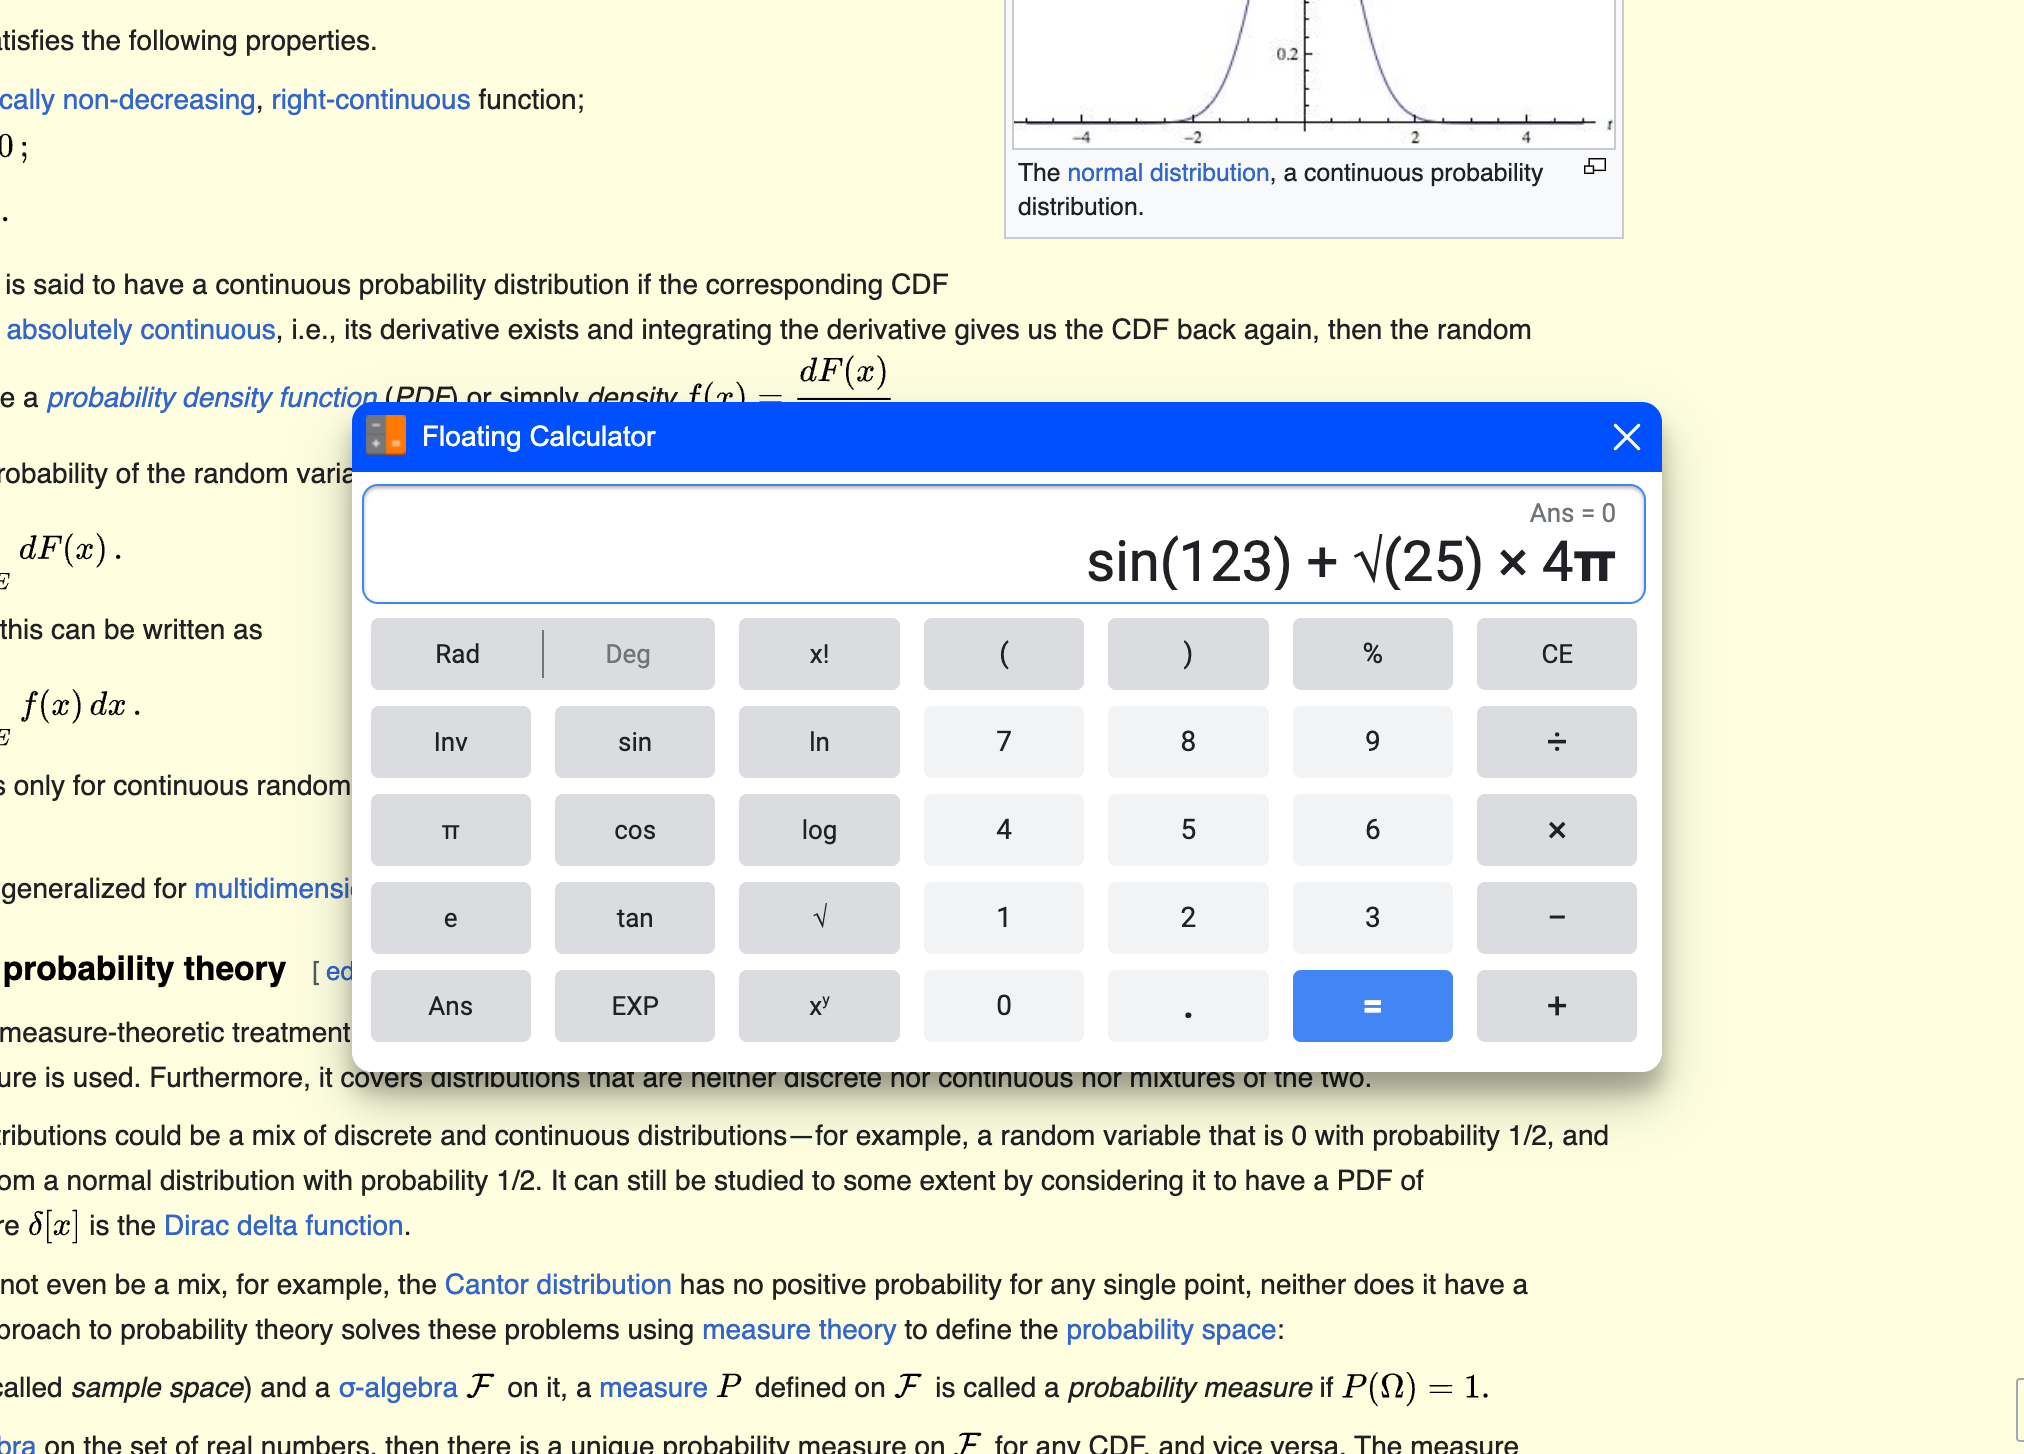 tisfies the following properties.
cally non-decreasing, right-continuous function;
0 ;
.
0.2
-4 -2 2 4 t
The normal distribution, a continuous probability
distribution.
is said to have a continuous probability distribution if the corresponding CDF
absolutely continuous, i.e., its derivative exists and integrating the derivative gives us the CDF back again, then the random
e a probability density function (PDF) or simply density f(x) = dF(x)
robability of the random varia
E dF(x) .
this can be written as
E f(x) dx .
s only for continuous random
generalized for multidimensi
probability theory [ ed
measure-theoretic treatment
ure is used. Furthermore, it covers distributions that are neither discrete nor continuous nor mixtures of the two.
tributions could be a mix of discrete and continuous distributions—for example, a random variable that is 0 with probability 1/2, and
om a normal distribution with probability 1/2. It can still be studied to some extent by considering it to have a PDF of
re δ[x] is the Dirac delta function.
not even be a mix, for example, the Cantor distribution has no positive probability for any single point, neither does it have a
proach to probability theory solves these problems using measure theory to define the probability space:
called sample space) and a σ-algebra ℱ on it, a measure P defined on ℱ is called a probability measure if P(Ω) = 1.
bra on the set of real numbers, then there is a unique probability measure on ℱ for any CDF, and vice versa. The measure
Floating Calculator
Ans = 0
sin(123) + √(25) × 4π
Rad Deg x! ( ) % CE
Inv sin ln 7 8 9 ÷
π cos log 4 5 6 ×
e tan √ 1 2 3 −
Ans EXP xʸ 0 . = +